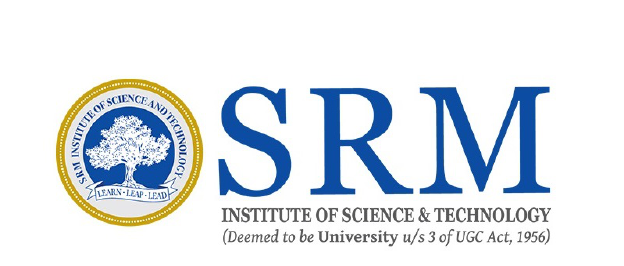 SRM INSTITUTE OF SCIENCE AND TECHNOLOGY
LEARN - LEAP - LEAD
SRM
INSTITUTE OF SCIENCE & TECHNOLOGY
(Deemed to be University u/s 3 of UGC Act, 1956)